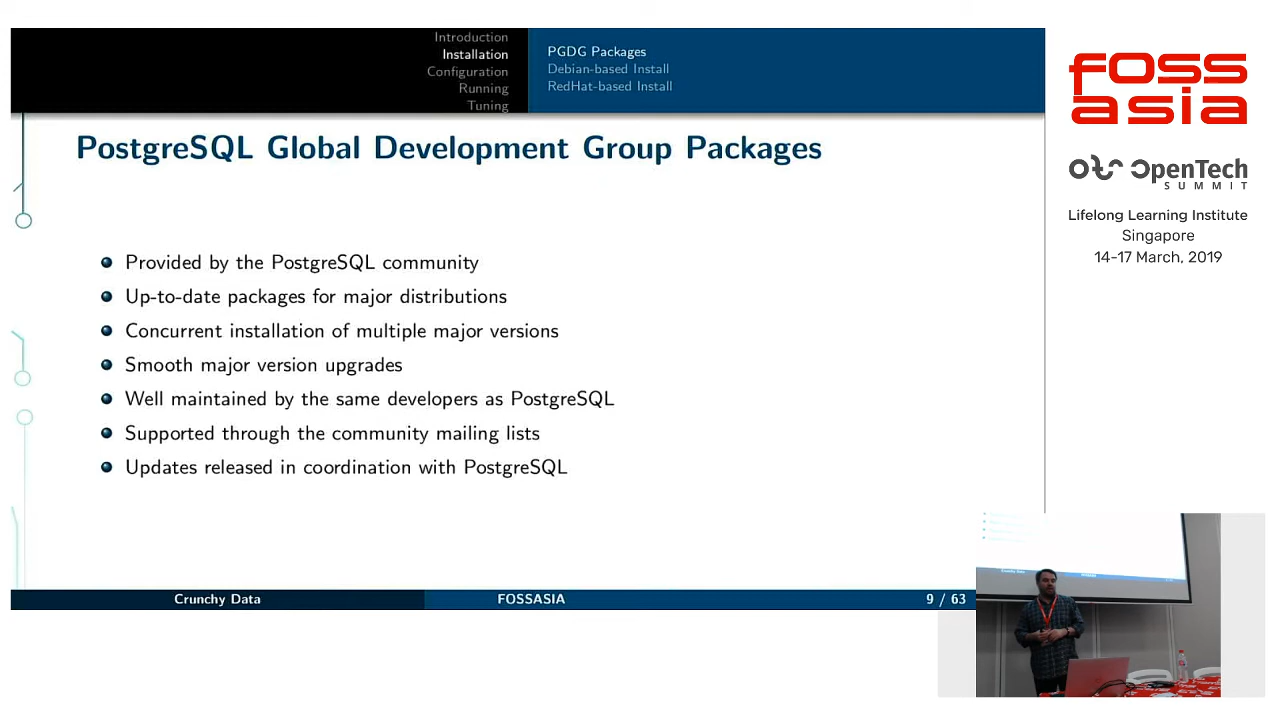 Introduction
Installation
Configuration
Running
Tuning
PGDG Packages
Debian-based Install
RedHat-based Install
PostgreSQL Global Development Group Packages
Provided by the PostgreSQL community
Up-to-date packages for major distributions
Concurrent installation of multiple major versions
Smooth major version upgrades
Well maintained by the same developers as PostgreSQL
Supported through the community mailing lists
Updates released in coordination with PostgreSQL
Crunchy Data
FOSSASIA
9 / 63
FOSS
asia
OpenTech
SUMMIT
Lifelong Learning Institute
Singapore
14-17 March, 2019